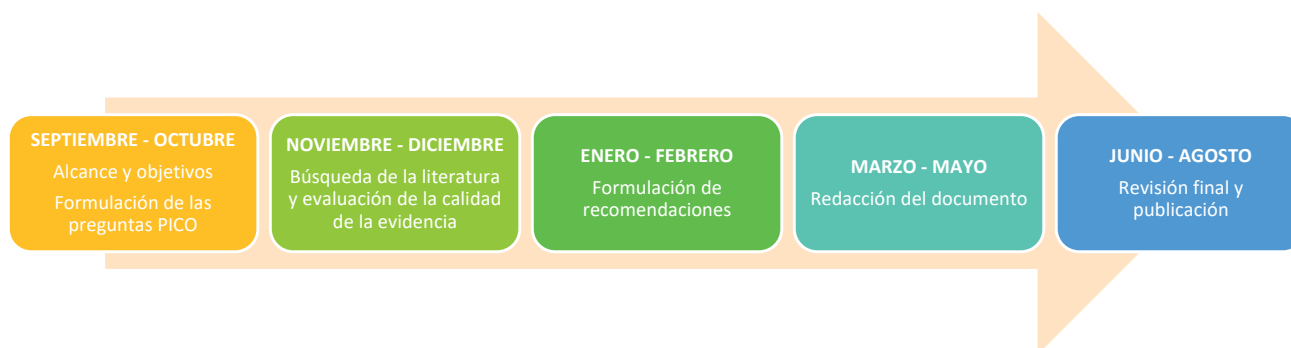 SEPTIEMBRE - OCTUBRE
Alcance y objetivos
Formulación de las
preguntas PICO
NOVIEMBRE - DICIEMBRE
Búsqueda de la literatura
y evaluación de la calidad
de la evidencia
ENERO - FEBRERO
Formulación de
recomendaciones
MARZO - MAYO
Redacción del documento
JUNIO - AGOSTO
Revisión final y
publicación